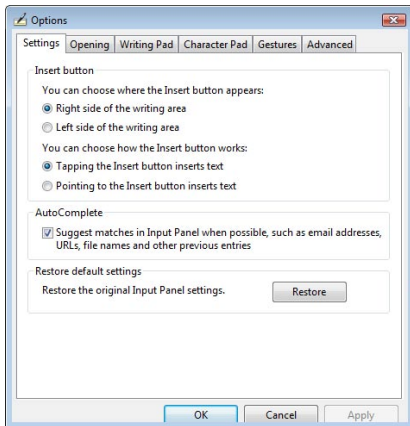 Options
Settings Opening Writing Pad Character Pad Gestures Advanced
Insert button
You can choose where the Insert button appears:
Right side of the writing area
Left side of the writing area
You can choose how the Insert button works:
Tapping the Insert button inserts text
Pointing to the Insert button inserts text
AutoComplete
Suggest matches in Input Panel when possible, such as email addresses,
URLs, file names and other previous entries
Restore default settings
Restore the original Input Panel settings. Restore
OK Cancel Apply